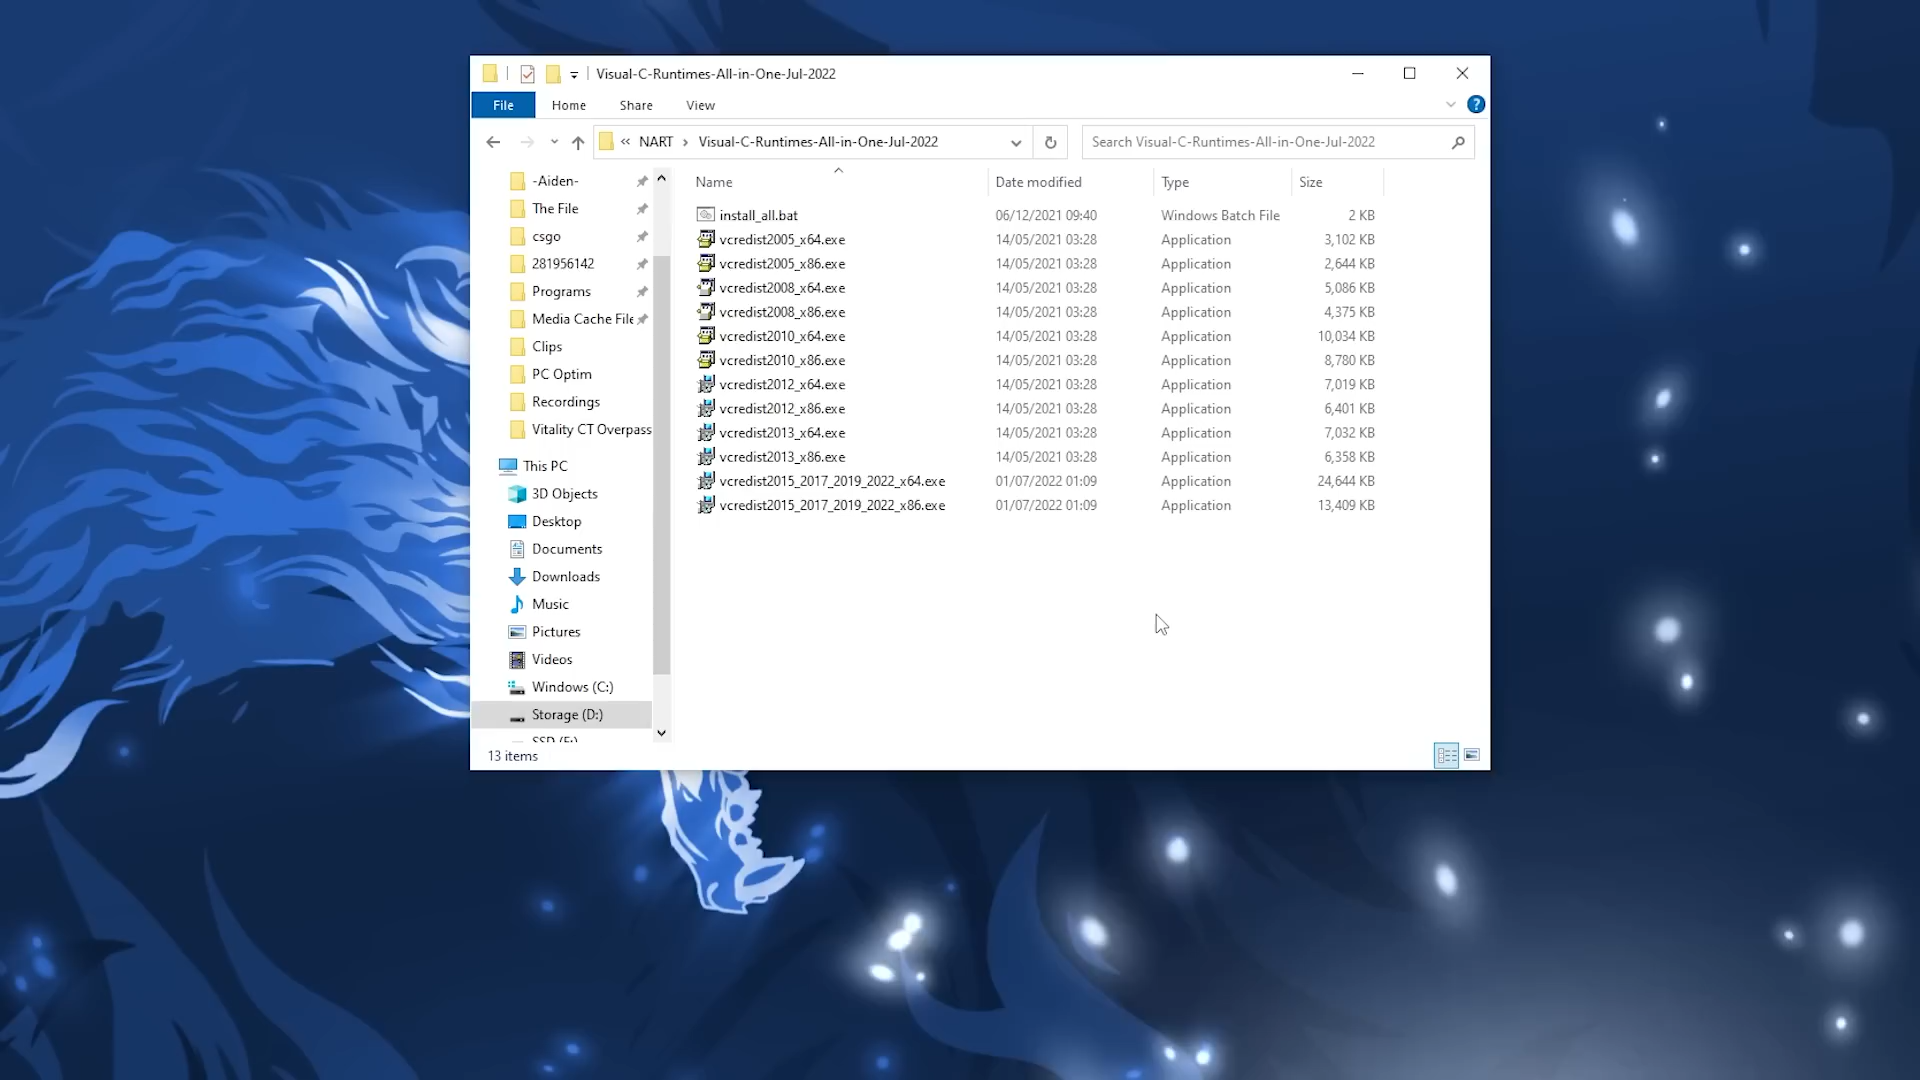 Visual-C-Runtimes-All-in-One-Jul-2022
File Home Share View
« NART › Visual-C-Runtimes-All-in-One-Jul-2022
Search Visual-C-Runtimes-All-in-One-Jul-2022
-Aiden-
The File
csgo
281956142
Programs
Media Cache File
Clips
PC Optim
Recordings
Vitality CT Overpass
This PC
3D Objects
Desktop
Documents
Downloads
Music
Pictures
Videos
Windows (C:)
Storage (D:)
Name Date modified Type Size
install_all.bat 06/12/2021 09:40 Windows Batch File 2 KB
vcredist2005_x64.exe 14/05/2021 03:28 Application 3,102 KB
vcredist2005_x86.exe 14/05/2021 03:28 Application 2,644 KB
vcredist2008_x64.exe 14/05/2021 03:28 Application 5,086 KB
vcredist2008_x86.exe 14/05/2021 03:28 Application 4,375 KB
vcredist2010_x64.exe 14/05/2021 03:28 Application 10,034 KB
vcredist2010_x86.exe 14/05/2021 03:28 Application 8,780 KB
vcredist2012_x64.exe 14/05/2021 03:28 Application 7,019 KB
vcredist2012_x86.exe 14/05/2021 03:28 Application 6,401 KB
vcredist2013_x64.exe 14/05/2021 03:28 Application 7,032 KB
vcredist2013_x86.exe 14/05/2021 03:28 Application 6,358 KB
vcredist2015_2017_2019_2022_x64.exe 01/07/2022 01:09 Application 24,644 KB
vcredist2015_2017_2019_2022_x86.exe 01/07/2022 01:09 Application 13,409 KB
13 items